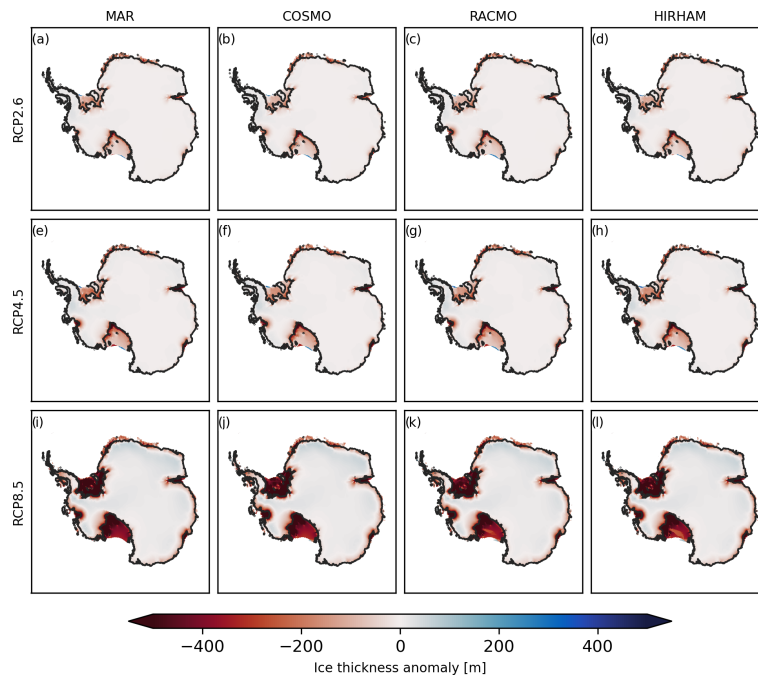 MAR COSMO RACMO HIRHAM
(a) (b) (c) (d)
RCP2.6
(e) (f) (g) (h)
RCP4.5
(i) (j) (k) (l)
RCP8.5
−400 −200 0 200 400
Ice thickness anomaly [m]